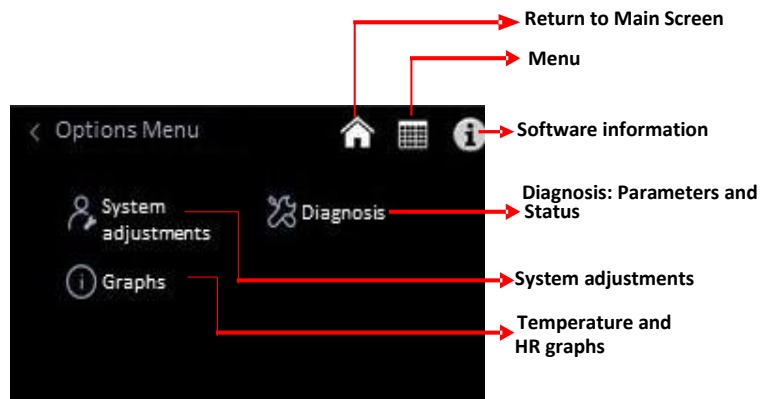 Return to Main Screen
Menu
< Options Menu
Software information
System
adjustments
Diagnosis
Diagnosis: Parameters and
Status
Graphs
System adjustments
Temperature and
HR graphs